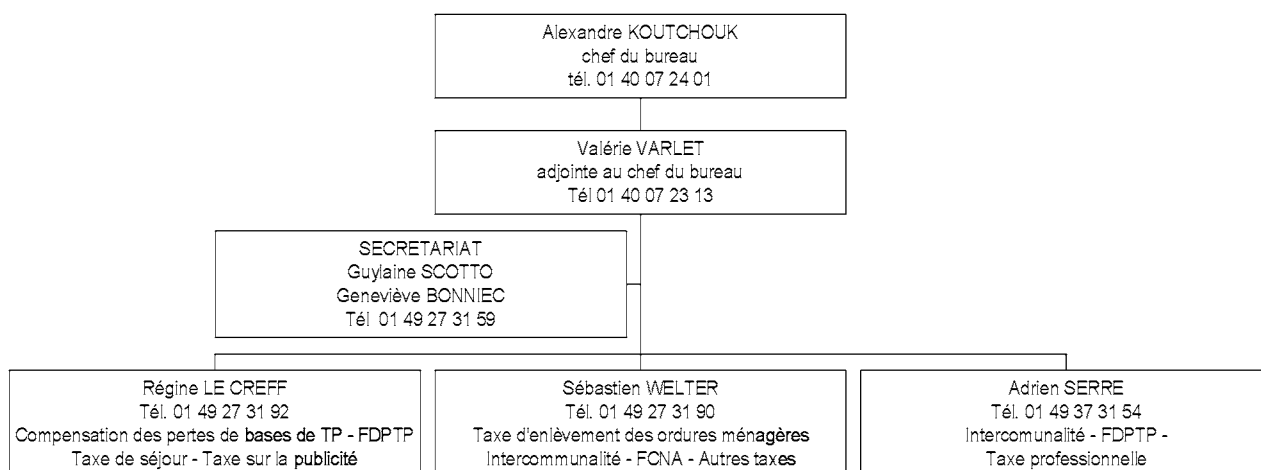 Alexandre KOUTCHOUK
chef du bureau
tél. 01 40 07 24 01
Valérie VARLET
adjointe au chef du bureau
Tél 01 40 07 23 13
SECRETARIAT
Guylaine SCOTTO
Geneviève BONNIEC
Tél 01 49 27 31 59
Régine LE CREFF
Tél. 01 49 27 31 92
Compensation des pertes de bases de TP - FDPTP
Taxe de séjour - Taxe sur la publicité
Sébastien WELTER
Tél. 01 49 27 31 90
Taxe d'enlèvement des ordures ménagères
Intercommunalité - FCNA - Autres taxes
Adrien SERRE
Tél. 01 49 37 31 54
Intercomunalité - FDPTP -
Taxe professionnelle